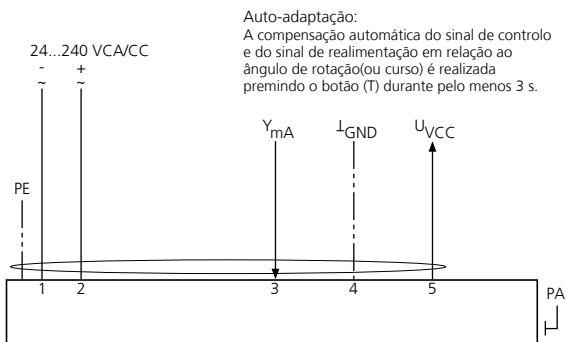 Auto-adaptação:
A compensação automática do sinal de controlo
e do sinal de realimentação em relação ao
ângulo de rotação(ou curso) é realizada
premindo o botão (T) durante pelo menos 3 s.
24...240 VCA/CC
- +
~ ~
YmA ⊥GND UVCC
PE
1 2 3 4 5
PA